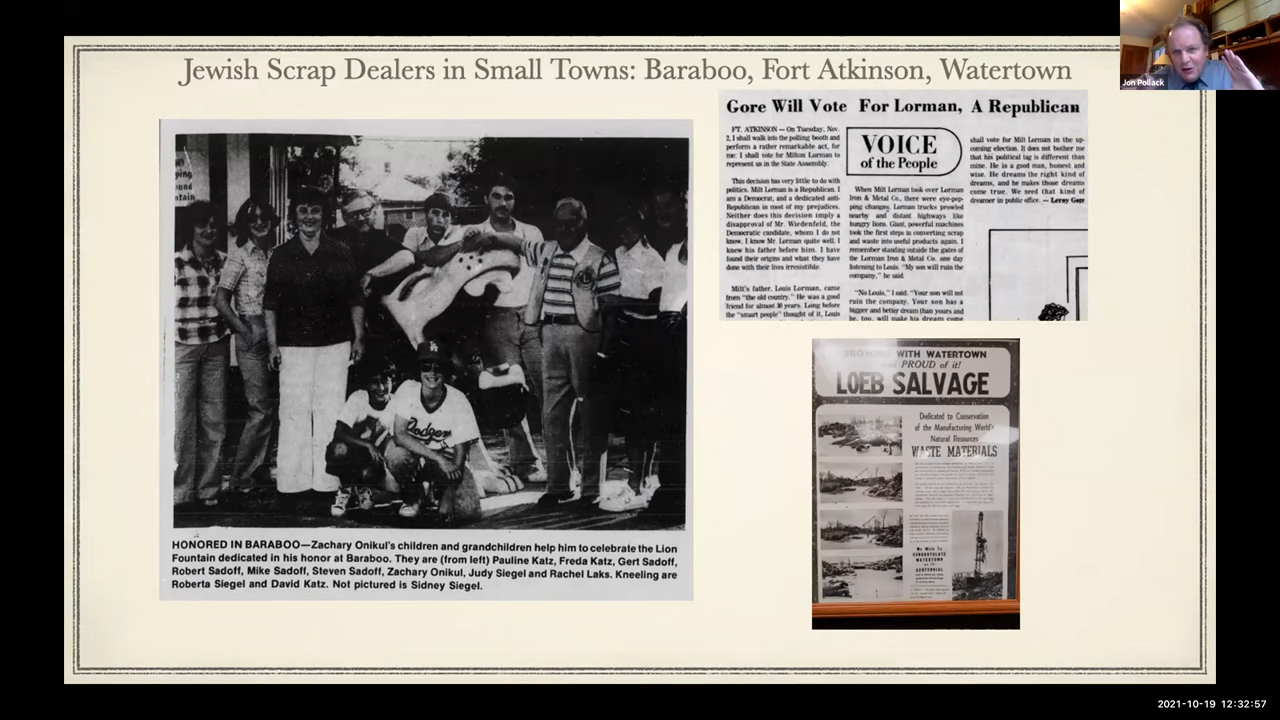 Jewish Scrap Dealers in Small Towns: Baraboo, Fort Atkinson, Watertown
Jon Pollack
HONORED IN BARABOO—Zachary Onikul's children and grandchildren help him to celebrate the Lion
Fountain dedicated in his honor at Baraboo. They are (from left) Pauline Katz, Freda Katz, Gert Sadoff,
Robert Sadoff, Mike Sadoff, Steven Sadoff, Zachary Onikul, Judy Siegel and Rachel Laks. Kneeling are
Roberta Siegel and David Katz. Not pictured is Sidney Siegel.
Dodgers
Gore Will Vote For Lorman, A Republican
FT. ATKINSON — On Tuesday, Nov.
2, I shall walk into the polling booth and
perform a rather remarkable act, for
me: I shall vote for Milton Lorman to
represent us in the State Assembly.
This decision has very little to do with
politics. Milt Lorman is a Republican. I
am a Democrat, and a dedicated anti-
Republican in most of my prejudices.
Neither does this decision imply a
disapproval of Mr. Wiedenfeld, the
Democratic candidate, whom I do not
know. I know Mr. Lorman quite well. I
knew his father before him. I have
found their origins and what they have
done with their lives irresistible.
Milt's father, Louis Lorman, came
from "the old country." He was a good
friend for almost 30 years. Long before
the "smart people" thought of it, Louis
VOICE
of the People
When Milt Lorman took over Lorman
Iron & Metal Co., there were eye-pop-
ping changes. Lorman trucks prowled
nearby and distant highways like
hungry lions. Giant, powerful machines
took the first steps in converting scrap
and waste into useful products again. I
remember standing outside the gates of
the Lorman Iron & Metal Co. one day
listening to Louis. "My son will ruin the
company," he said.
"No Louis," I said. "Your son will not
ruin the company. Your son has a
bigger and better dream than yours and
he, too, will make his dream come
shall vote for Milt Lorman in the up-
coming election. It does not bother me
that his political tag is different than
mine. He is a good man, honest and
wise. He dreams the right kind of
dreams, and he makes those dreams
come true. We need that kind of
dreamer in public office. — Leroy Gore
WITH WATERTOWN
PROUD of it!
LOEB SALVAGE
Dedicated to Conservation
of the Manufacturing World's
Natural Resources
WASTE MATERIALS
We Wish To
CONGRATULATE
WATERTOWN
CENTENNIAL
2021-10-19 12:32:57